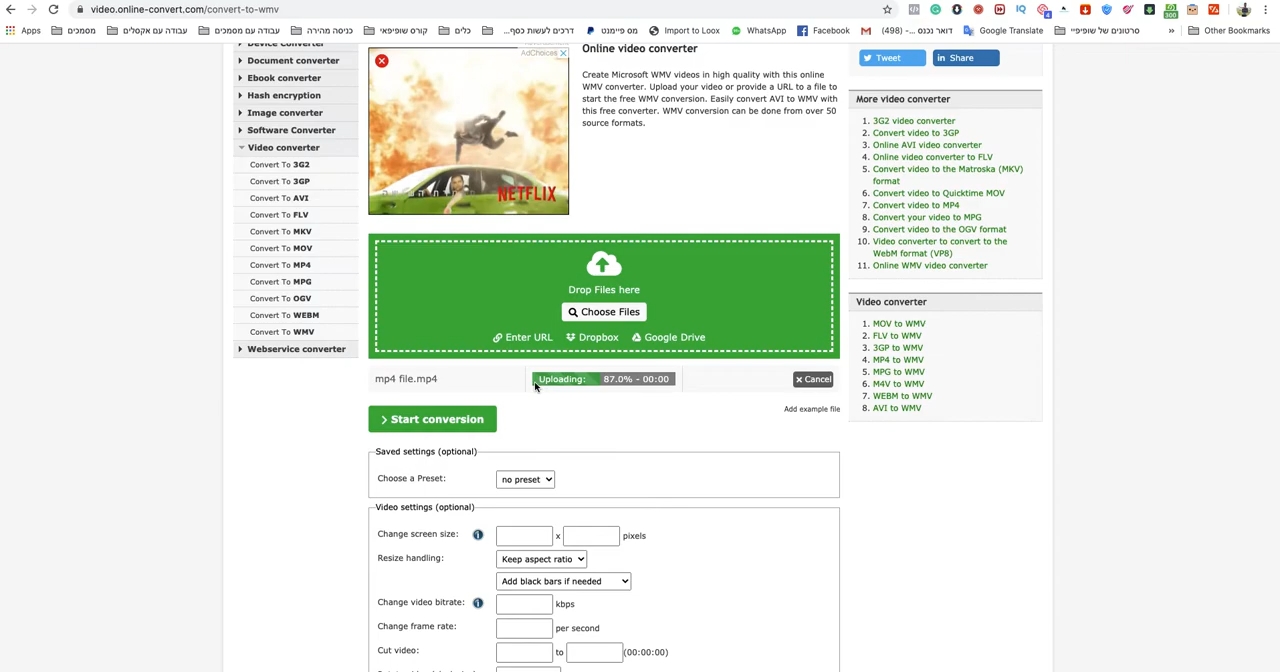 video.online-convert.com/convert-to-wmv
Apps
מסמכים
עבודה עם אקסלים
עבודה עם מסמכים
כניסה מהירה
קורס שופיפאי
כלים
דרכים לעשות כסף...
מס פיימנט
Import to Loox
WhatsApp
Facebook
דואר נכנס - (498)
Google Translate
סרטונים של שופיפיי
»
Other Bookmarks
Device Converter
Document converter
Ebook converter
Hash encryption
Image converter
Software Converter
Video converter
Convert To 3G2
Convert To 3GP
Convert To AVI
Convert To FLV
Convert To MKV
Convert To MOV
Convert To MP4
Convert To MPG
Convert To OGV
Convert To WEBM
Convert To WMV
Webservice converter
AdChoices
NETFLIX
Online video converter
Create Microsoft WMV videos in high quality with this online
WMV converter. Upload your video or provide a URL to a file to
start the free WMV conversion. Easily convert AVI to WMV with
this free converter. WMV conversion can be done from over 50
source formats.
Drop Files here
Choose Files
Enter URL
Dropbox
Google Drive
mp4 file.mp4
Uploading: 87.0% - 00:00
Cancel
Add example file
Start conversion
Saved settings (optional)
Choose a Preset:
no preset
Video settings (optional)
Change screen size:
x
pixels
Resize handling:
Keep aspect ratio
Add black bars if needed
Change video bitrate:
kbps
Change frame rate:
per second
Cut video:
to
(00:00:00)
Tweet
Share
More video converter
1. 3G2 video converter
2. Convert video to 3GP
3. Online AVI video converter
4. Online video converter to FLV
5. Convert video to the Matroska (MKV)
format
6. Convert video to Quicktime MOV
7. Convert video to MP4
8. Convert your video to MPG
9. Convert video to the OGV format
10. Video converter to convert to the
WebM format (VP8)
11. Online WMV video converter
Video converter
1. MOV to WMV
2. FLV to WMV
3. 3GP to WMV
4. MP4 to WMV
5. MPG to WMV
6. M4V to WMV
7. WEBM to WMV
8. AVI to WMV